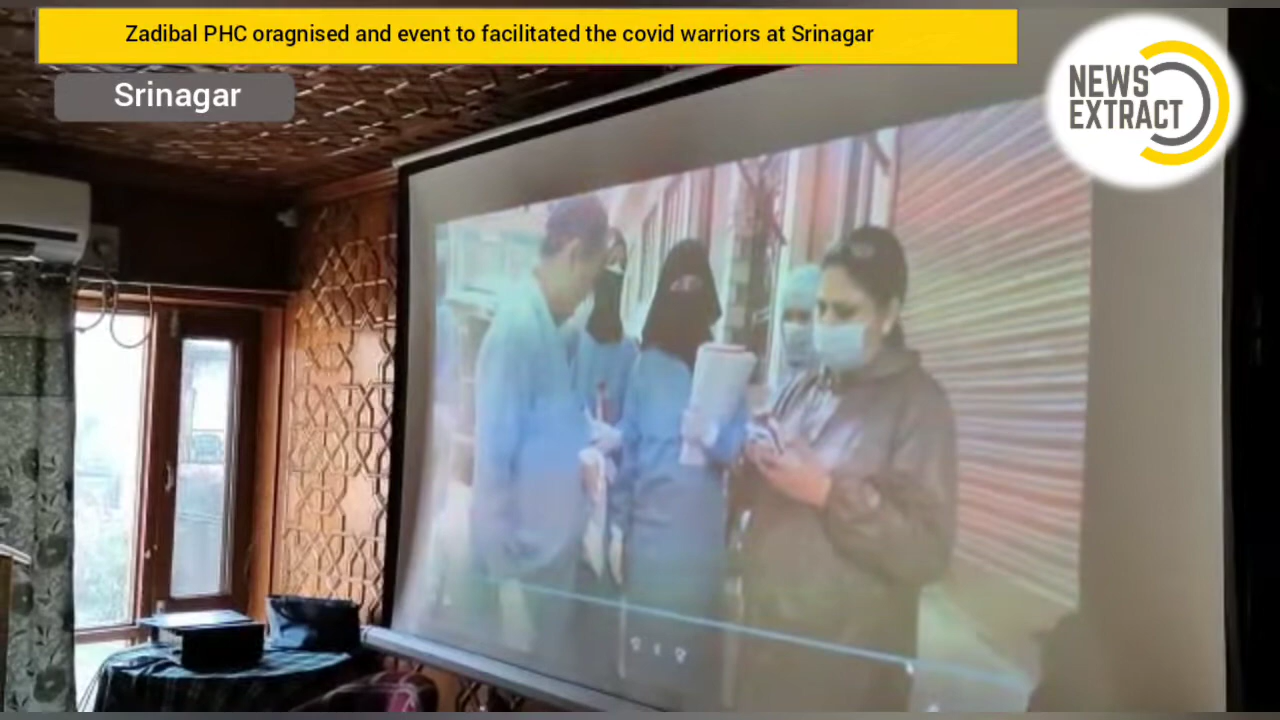 Zadibal PHC oragnised and event to facilitated the covid warriors at Srinagar
Srinagar
NEWS
EXTRACT